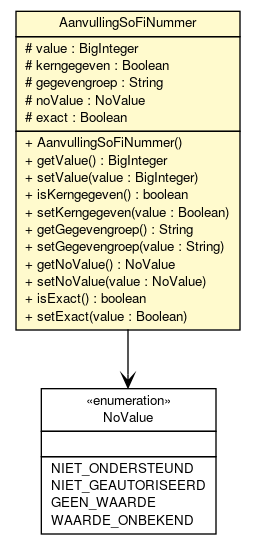 AanvullingSoFiNummer
# value : BigInteger
# kerngegeven : Boolean
# gegevengroep : String
# noValue : NoValue
# exact : Boolean
+ AanvullingSoFiNummer()
+ getValue() : BigInteger
+ setValue(value : BigInteger)
+ isKerngegeven() : boolean
+ setKerngegeven(value : Boolean)
+ getGegevengroep() : String
+ setGegevengroep(value : String)
+ getNoValue() : NoValue
+ setNoValue(value : NoValue)
+ isExact() : boolean
+ setExact(value : Boolean)
«enumeration»
NoValue
NIET_ONDERSTEUND
NIET_GEAUTORISEERD
GEEN_WAARDE
WAARDE_ONBEKEND